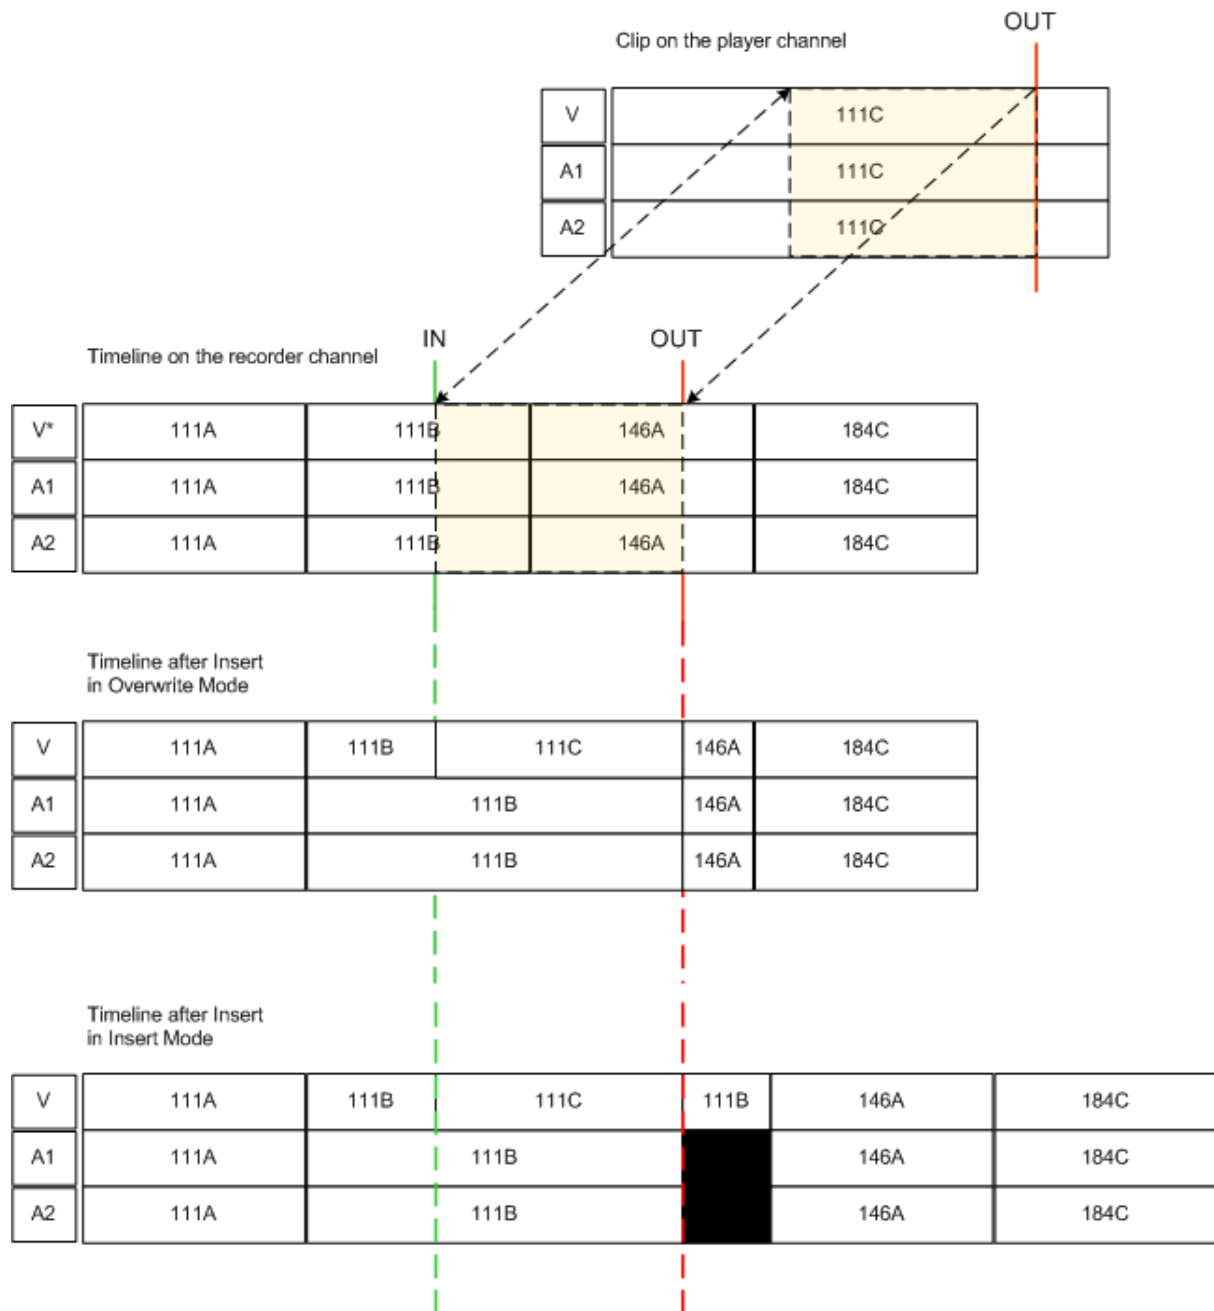 OUT
Clip on the player channel
V 111C
A1 111C
A2 111C
IN OUT
Timeline on the recorder channel
V* 111A 111B 146A 184C
A1 111A 111B 146A 184C
A2 111A 111B 146A 184C
Timeline after Insert
in Overwrite Mode
V 111A 111B 111C 146A 184C
A1 111A 111B 146A 184C
A2 111A 111B 146A 184C
Timeline after Insert
in Insert Mode
V 111A 111B 111C 111B 146A 184C
A1 111A 111B 146A 184C
A2 111A 111B 146A 184C